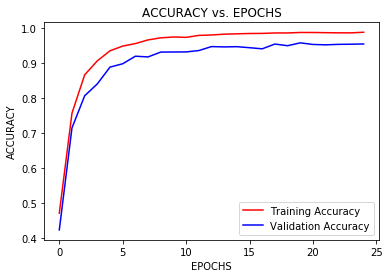 ACCURACY vs. EPOCHS
1.0
0.9
0.8
0.7
0.6
0.5
0.4
ACCURACY
Training Accuracy
Validation Accuracy
0 5 10 15 20 25
EPOCHS